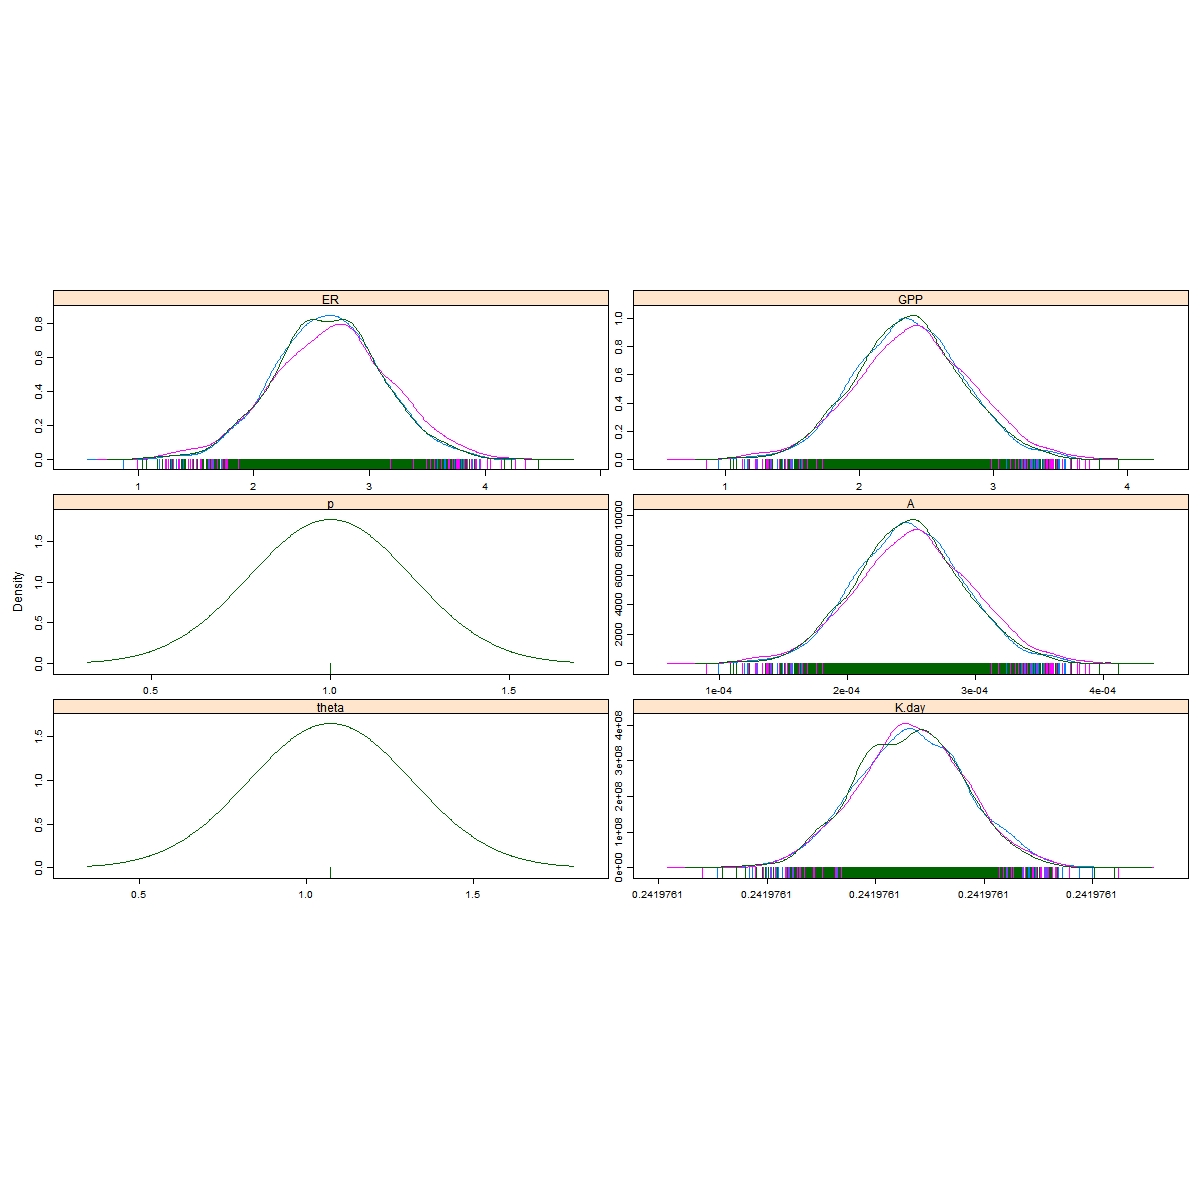 ER
GPP
0.0 0.2 0.4 0.6 0.8
0.0 0.2 0.4 0.6 0.8 1.0
1 2 3 4
1 2 3 4
p
A
Density
0.0 0.5 1.0 1.5
0 2000 4000 6000 8000 10000
0.5 1.0 1.5
1e-04 2e-04 3e-04 4e-04
theta
K.day
0.0 0.5 1.0 1.5
0e+00 1e+08 2e+08 3e+08 4e+08
0.5 1.0 1.5
0.2419761 0.2419761 0.2419761 0.2419761 0.2419761